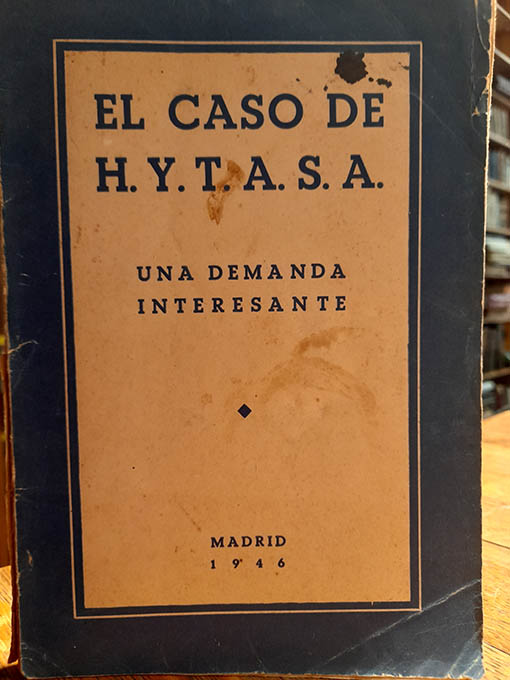 EL CASO DE
H. Y. T. A. S. A.
UNA DEMANDA
INTERESANTE
MADRID
1946